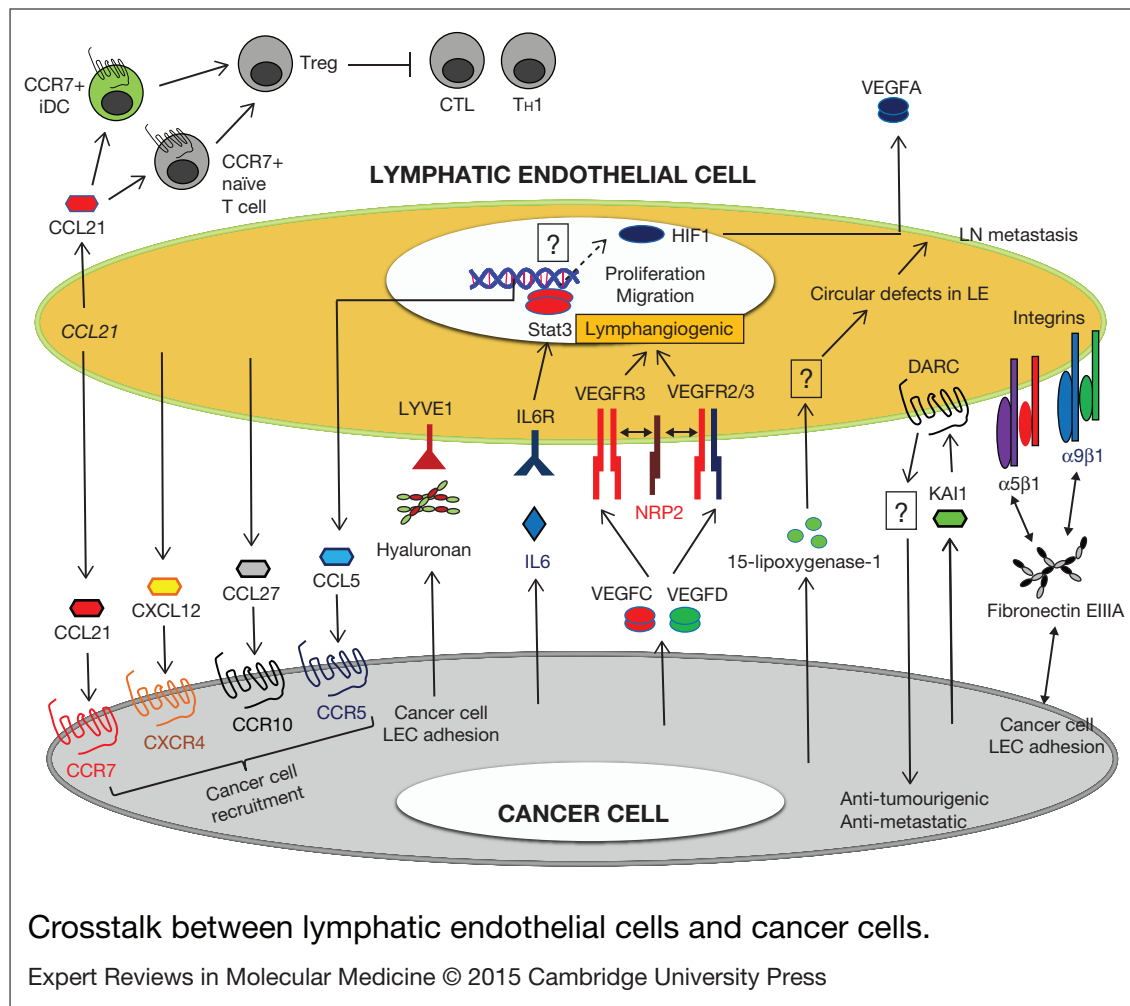 CCR7+
iDC
Treg
CTL
TH1
VEGFA
CCR7+
naïve
T cell
CCL21
LYMPHATIC ENDOTHELIAL CELL
?
HIF1
LN metastasis
Proliferation
Migration
Circular defects in LE
CCL21
Stat3
Lymphangiogenic
Integrins
?
DARC
VEGFR3
VEGFR2/3
LYVE1
IL6R
α9β1
α5β1
KAI1
NRP2
?
Hyaluronan
IL6
15-lipoxygenase-1
CCL5
CCL27
CXCL12
CCL21
VEGFC
VEGFD
Fibronectin EIIIA
CCR7
CXCR4
CCR10
CCR5
Cancer cell
LEC adhesion
Cancer cell
LEC adhesion
Cancer cell
recruitment
CANCER CELL
Anti-tumourigenic
Anti-metastatic
Crosstalk between lymphatic endothelial cells and cancer cells.
Expert Reviews in Molecular Medicine © 2015 Cambridge University Press